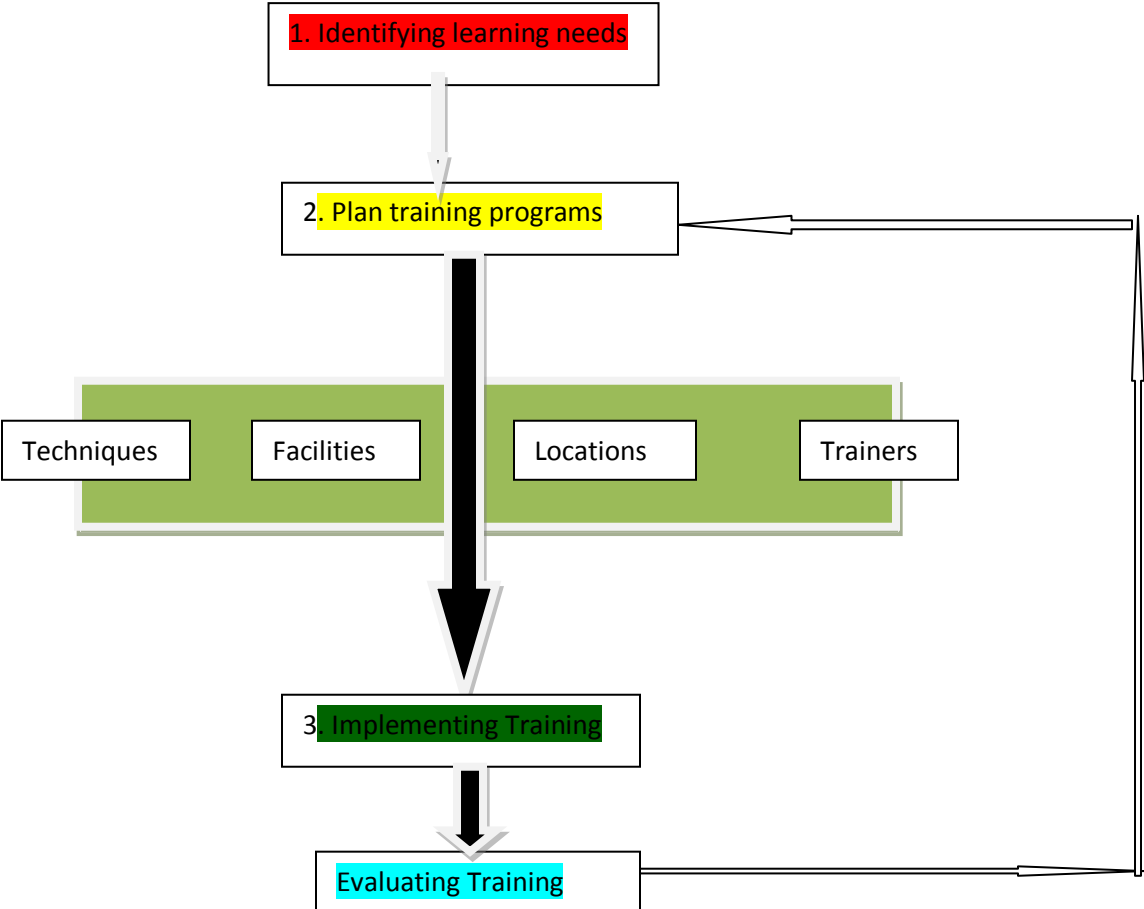 1. Identifying learning needs
2. Plan training programs
Techniques
Facilities
Locations
Trainers
3. Implementing Training
Evaluating Training